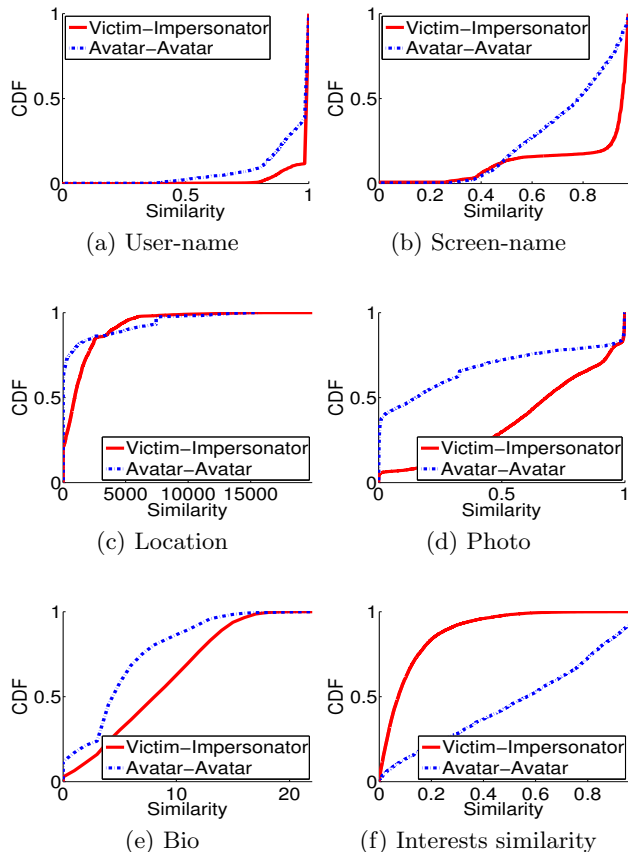 1
Victim-Impersonator
Avatar-Avatar
CDF
0.5
0
0
0.5
1
Similarity
(a) User-name
1
Victim-Impersonator
Avatar-Avatar
CDF
0.5
0
0
0.2
0.4
0.6
0.8
Similarity
(b) Screen-name
1
CDF
0.5
Victim-Impersonator
Avatar-Avatar
0
0
5000
10000
15000
Similarity
(c) Location
1
CDF
0.5
Victim-Impersonator
Avatar-Avatar
0
0
0.5
1
Similarity
(d) Photo
1
CDF
0.5
Victim-Impersonator
Avatar-Avatar
0
0
10
20
Similarity
(e) Bio
1
CDF
0.5
Victim-Impersonator
Avatar-Avatar
0
0
0.2
0.4
0.6
0.8
Similarity
(f) Interests similarity